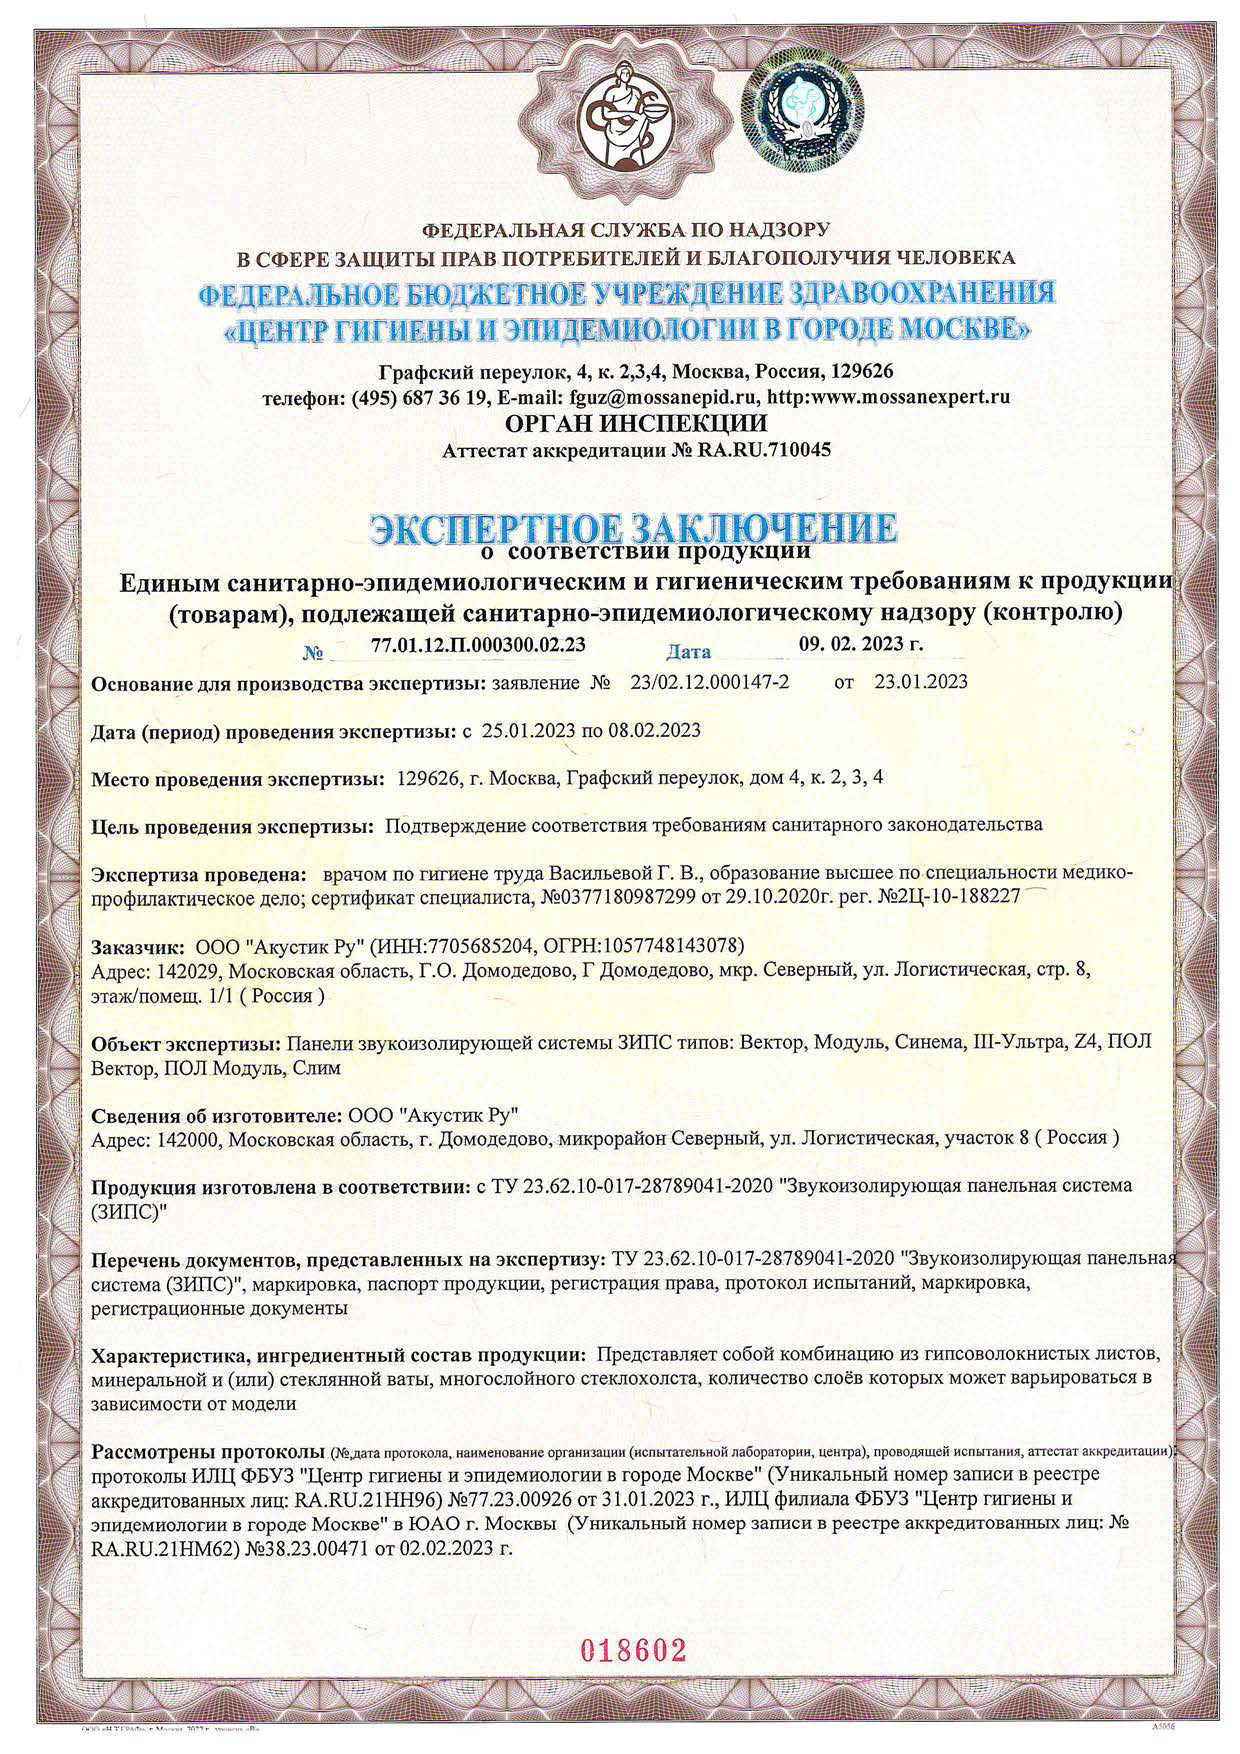 ФЕДЕРАЛЬНАЯ СЛУЖБА ПО НАДЗОРУ
В СФЕРЕ ЗАЩИТЫ ПРАВ ПОТРЕБИТЕЛЕЙ И БЛАГОПОЛУЧИЯ ЧЕЛОВЕКА
ФЕДЕРАЛЬНОЕ БЮДЖЕТНОЕ УЧРЕЖДЕНИЕ ЗДРАВООХРАНЕНИЯ
«ЦЕНТР ГИГИЕНЫ И ЭПИДЕМИОЛОГИИ В ГОРОДЕ МОСКВЕ»
Графский переулок, 4, к. 2,3,4, Москва, Россия, 129626
телефон: (495) 687 36 19, E-mail: fguz@mossanepid.ru, http:www.mossanexpert.ru
ОРГАН ИНСПЕКЦИИ
Аттестат аккредитации № RA.RU.710045
ЭКСПЕРТНОЕ ЗАКЛЮЧЕНИЕ
о соответствии продукции
Единым санитарно-эпидемиологическим и гигиеническим требованиям к продукции
(товарам), подлежащей санитарно-эпидемиологическому надзору (контролю)
№ 77.01.12.П.000300.02.23 Дата 09. 02. 2023 г.
Основание для производства экспертизы: заявление № 23/02.12.000147-2 от 23.01.2023
Дата (период) проведения экспертизы: с 25.01.2023 по 08.02.2023
Место проведения экспертизы: 129626, г. Москва, Графский переулок, дом 4, к. 2, 3, 4
Цель проведения экспертизы: Подтверждение соответствия требованиям санитарного законодательства
Экспертиза проведена: врачом по гигиене труда Васильевой Г. В., образование высшее по специальности медико-
профилактическое дело; сертификат специалиста, №0377180987299 от 29.10.2020г. рег. №2Ц-10-188227
Заказчик: ООО "Акустик Ру" (ИНН:7705685204, ОГРН:1057748143078)
Адрес: 142029, Московская область, Г.О. Домодедово, Г Домодедово, мкр. Северный, ул. Логистическая, стр. 8,
этаж/помещ. 1/1 ( Россия )
Объект экспертизы: Панели звукоизолирующей системы ЗИПС типов: Вектор, Модуль, Синема, III-Ультра, Z4, ПОЛ
Вектор, ПОЛ Модуль, Слим
Сведения об изготовителе: ООО "Акустик Ру"
Адрес: 142000, Московская область, г. Домодедово, микрорайон Северный, ул. Логистическая, участок 8 ( Россия )
Продукция изготовлена в соответствии: с ТУ 23.62.10-017-28789041-2020 "Звукоизолирующая панельная система
(ЗИПС)"
Перечень документов, представленных на экспертизу: ТУ 23.62.10-017-28789041-2020 "Звукоизолирующая панельная
система (ЗИПС)", маркировка, паспорт продукции, регистрация права, протокол испытаний, маркировка,
регистрационные документы
Характеристика, ингредиентный состав продукции: Представляет собой комбинацию из гипсоволокнистых листов,
минеральной и (или) стеклянной ваты, многослойного стеклохолста, количество слоёв которых может варьироваться в
зависимости от модели
Рассмотрены протоколы (№,дата протокола, наименование организации (испытательной лаборатории, центра), проводящей испытания, аттестат аккредитации):
протоколы ИЛЦ ФБУЗ "Центр гигиены и эпидемиологии в городе Москве" (Уникальный номер записи в реестре
аккредитованных лиц: RA.RU.21НН96) №77.23.00926 от 31.01.2023 г., ИЛЦ филиала ФБУЗ "Центр гигиены и
эпидемиологии в городе Москве" в ЮАО г. Москвы (Уникальный номер записи в реестре аккредитованных лиц: №
RA.RU.21НМ62) №38.23.00471 от 02.02.2023 г.
018602
А5056